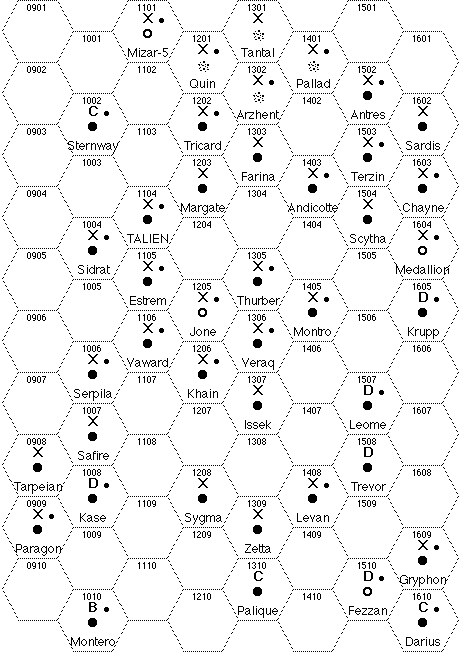 0901 1101 1301 1501
X X
1001 1201 1401 1601
X X
Mizar-5 Tantal
0902 1102 1302 1502
X X
Quin Pallad
1002 1202 1402 1602
C X X
Arzhent Antres
0903 1103 1303 1503
X X
Sternway Tricard Sardis
1003 1203 1403 1603
X X X
Farina Terzin
0904 1104 1304 1504
X X
Margate Andicotte Chayne
1004 1204 1404 1604
X X
TALIEN Scytha
0905 1105 1305 1505
X X
Sidrat Medallion
1005 1205 1405 1605
X X D
Estrem Thurber
0906 1106 1306 1506
X X
Jone Montro Krupp
1006 1206 1406 1606
X X
Vaward Veraq
0907 1107 1307 1507
X D
Serpila Khain
1007 1207 1407 1607
X
Issek Leome
0908 1108 1308 1508
X D
Safire
1008 1208 1408 1608
D X X
Tarpeian Trevor
0909 1109 1309 1509
X X
Kase Sygma Levan
1009 1209 1409 1609
X
Paragon Zetta
0910 1110 1310 1510
C D
Gryphon
1010 1210 1410 1610
B C
Palique Fezzan
Montero Darius